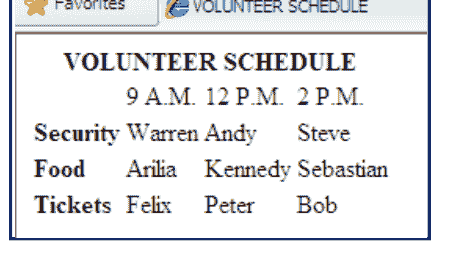 Favorites VOLUNTEER SCHEDULE
VOLUNTEER SCHEDULE
9 A.M. 12 P.M. 2 P.M.
Security Warren Andy Steve
Food Arilia Kennedy Sebastian
Tickets Felix Peter Bob